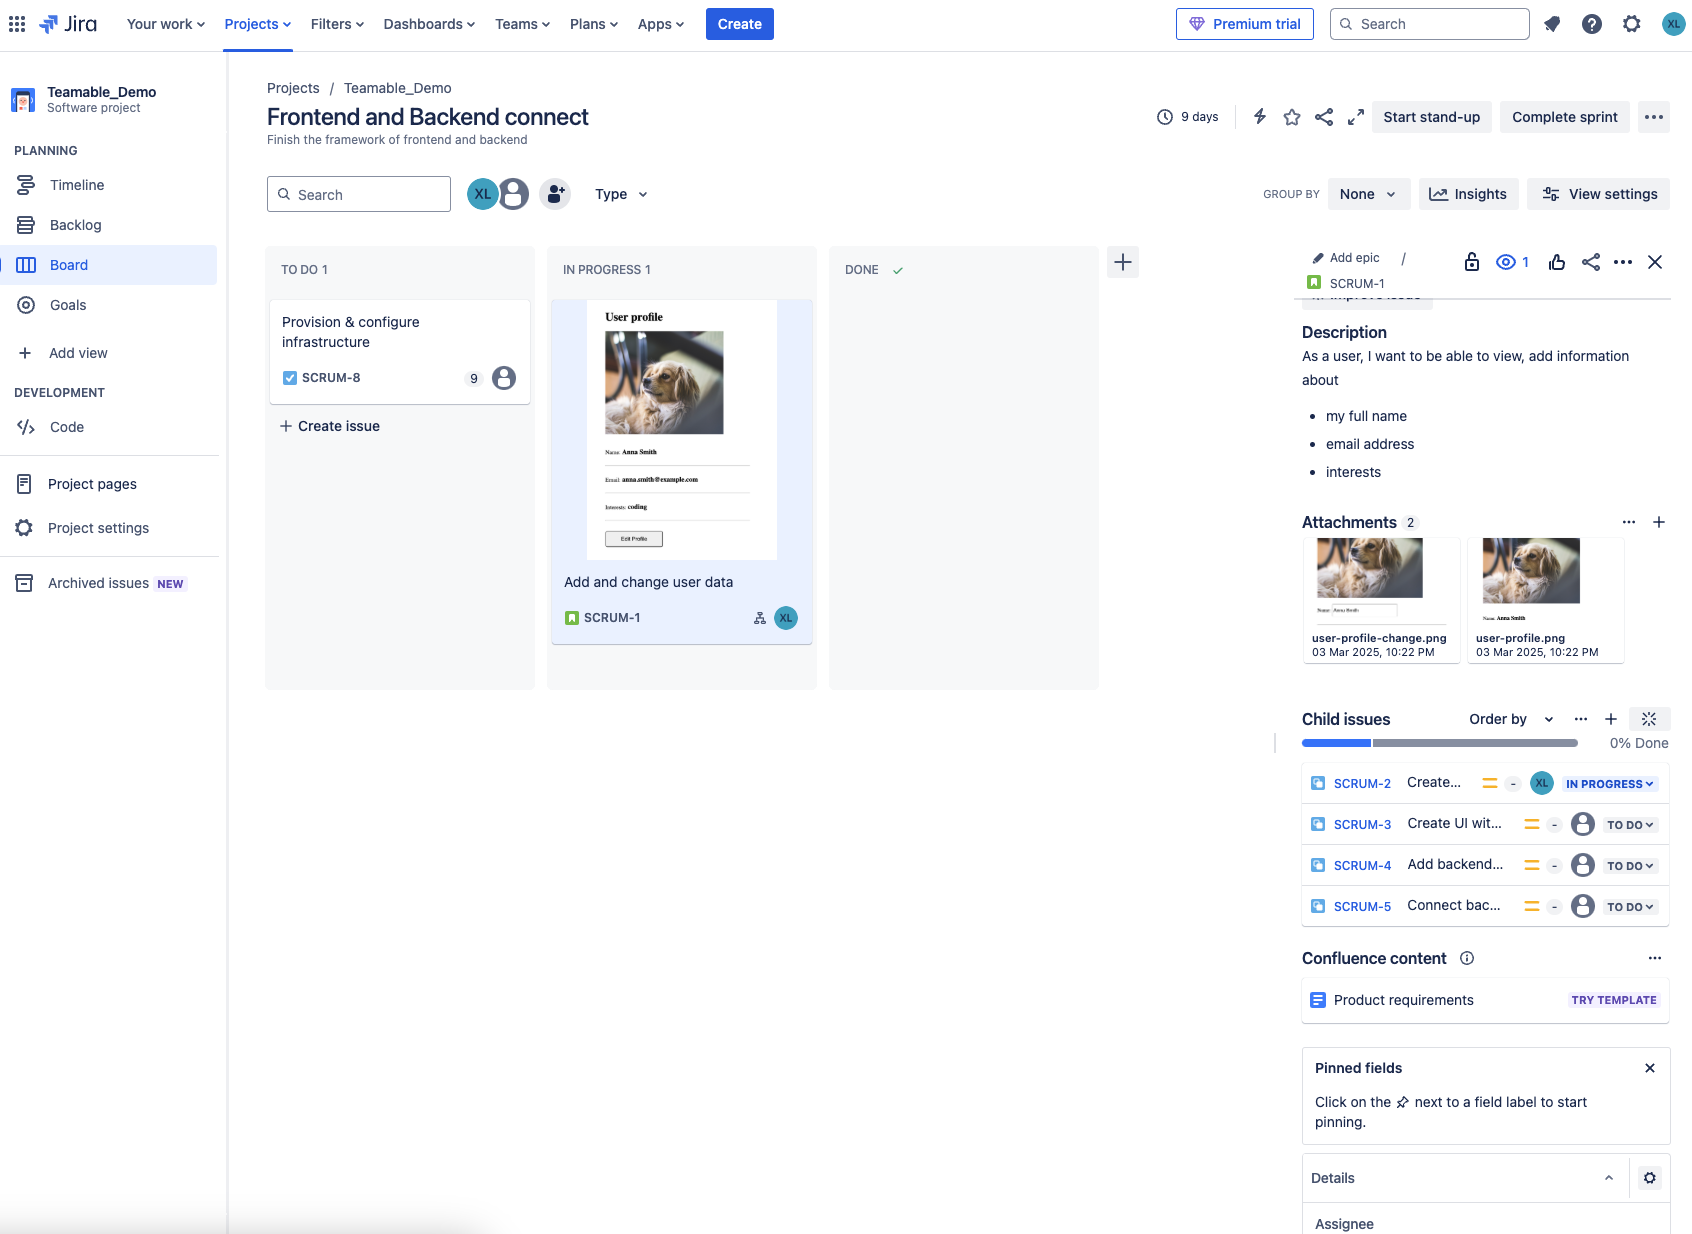 Jira
Your work
Projects
Filters
Dashboards
Teams
Plans
Apps
Create
Premium trial
Search
XL
Teamable_Demo
Software project
PLANNING
Timeline
Backlog
Board
Goals
Add view
DEVELOPMENT
Code
Project pages
Project settings
Archived issues NEW
Projects / Teamable_Demo
Frontend and Backend connect
Finish the framework of frontend and backend
9 days
Start stand-up
Complete sprint
Search
XL
Type
GROUP BY
None
Insights
View settings
TO DO 1
Provision & configure
infrastructure
SCRUM-8
9
Create issue
IN PROGRESS 1
User profile
Name: Anna Smith
Email: anna.smith@example.com
Interests: coding
Edit Profile
Add and change user data
SCRUM-1
XL
DONE
Add epic /
SCRUM-1
1
Improve issue
Description
As a user, I want to be able to view, add information
about
my full name
email address
interests
Attachments 2
Name: Anna Smith
user-profile-change.png
03 Mar 2025, 10:22 PM
Name: Anna Smith
user-profile.png
03 Mar 2025, 10:22 PM
Child issues
Order by
0% Done
SCRUM-2 Create... - XL IN PROGRESS
SCRUM-3 Create UI wit... - TO DO
SCRUM-4 Add backend... - TO DO
SCRUM-5 Connect bac... - TO DO
Confluence content
Product requirements
TRY TEMPLATE
Pinned fields
Click on the next to a field label to start
pinning.
Details
Assignee